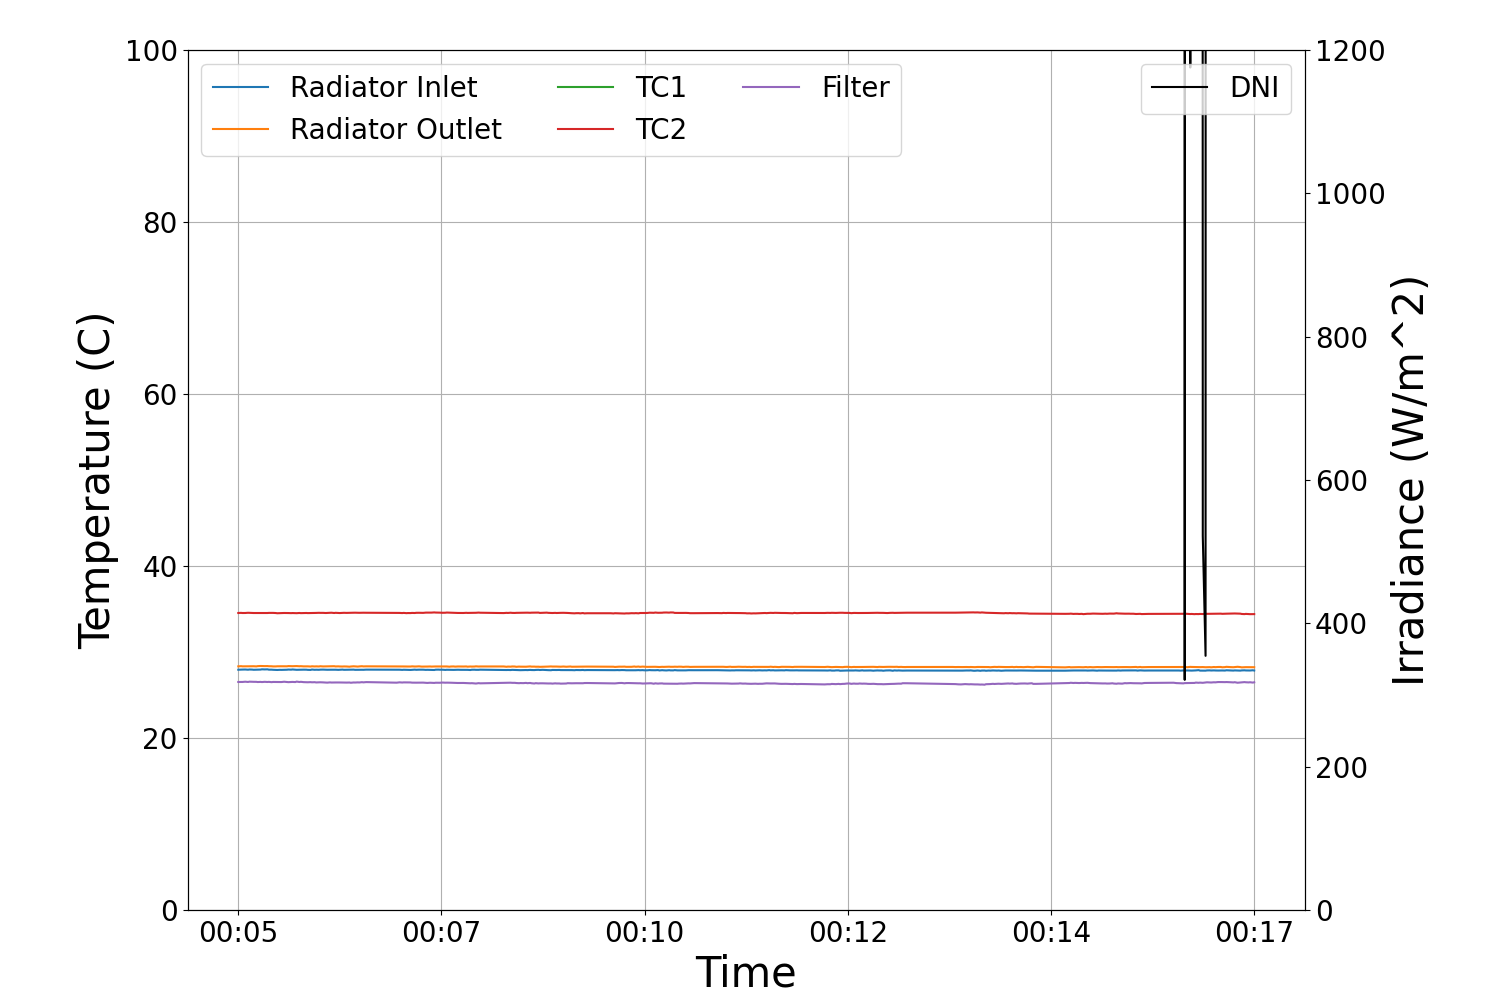 Radiator Inlet
Radiator Outlet
TC1
TC2
Filter
DNI
100
80
60
40
20
0
Temperature (C)
1200
1000
800
600
400
200
0
Irradiance (W/m^2)
00:05 00:07 00:10 00:12 00:14 00:17
Time